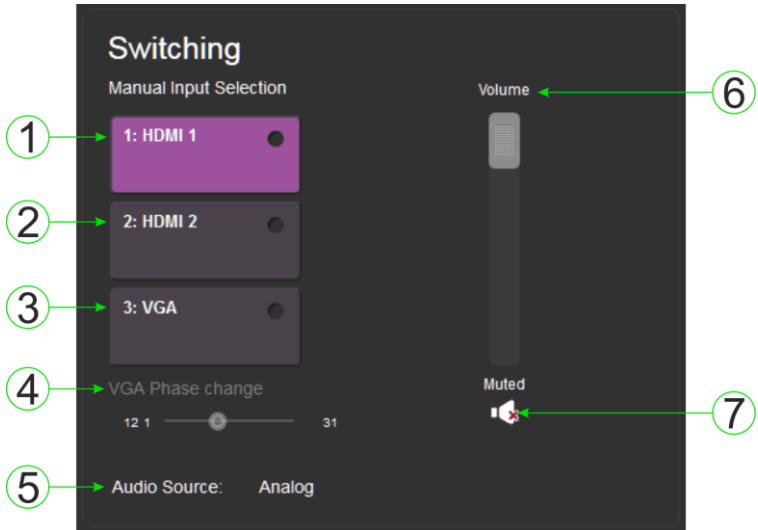 Switching
Manual Input Selection
1
1: HDMI 1
2
2: HDMI 2
3
3: VGA
4
VGA Phase change
12 1 31
5
Audio Source: Analog
Volume
6
Muted
7